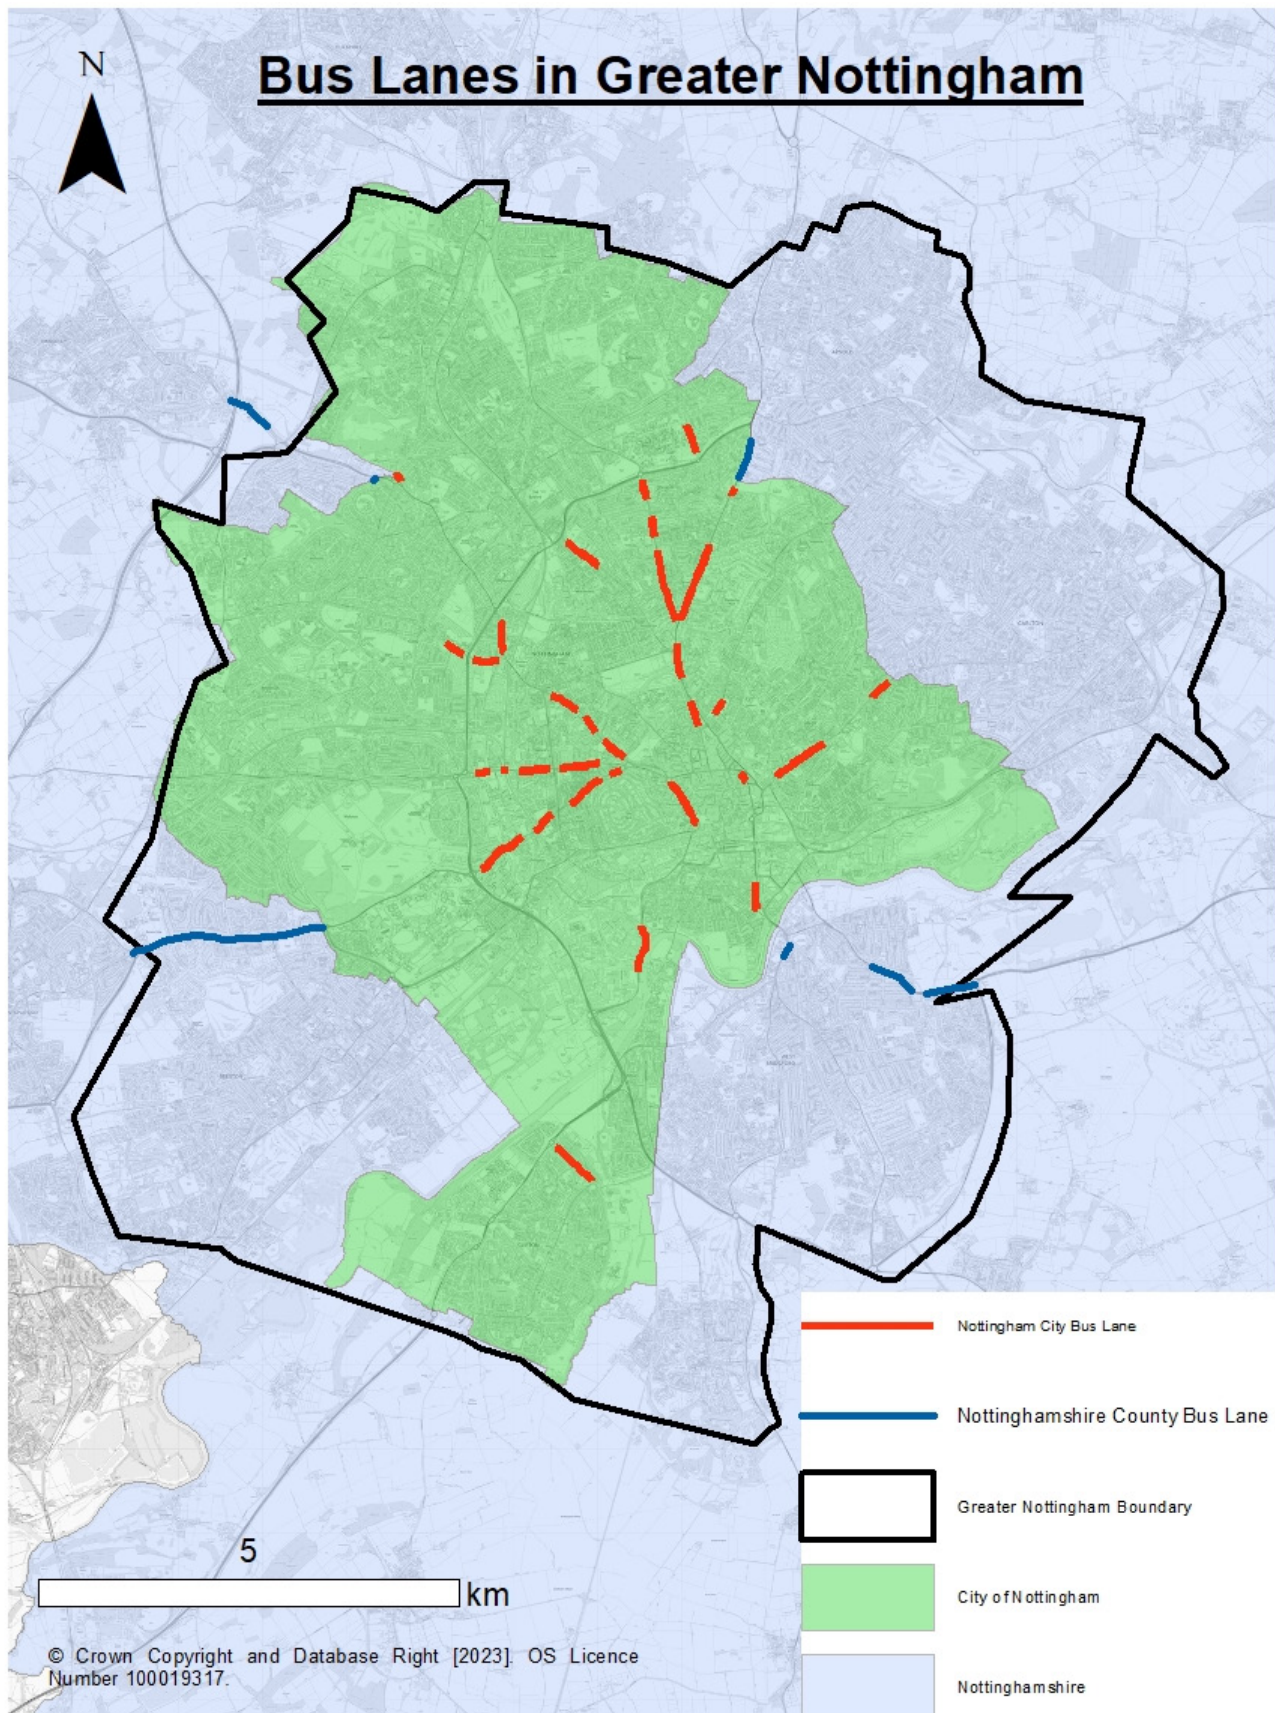 Bus Lanes in Greater Nottingham
N
Nottingham City Bus Lane
Nottinghamshire County Bus Lane
Greater Nottingham Boundary
City of Nottingham
Nottinghamshire
5
km
© Crown Copyright and Database Right [2023]. OS Licence
Number 100019317.